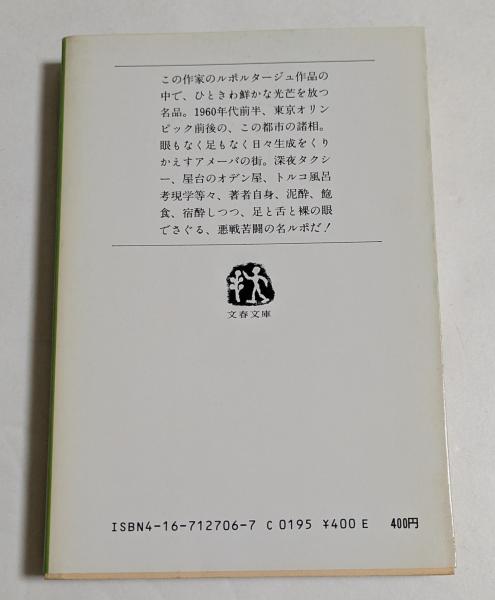 この作家のルポルタージュ作品の
中で、ひときわ鮮かな光芒を放つ
名品。1960年代前半、東京オリン
ピック前後の、この都市の諸相。
眼もなく足もなく日々生成をくり
かえすアメーバの街。深夜タクシ
ー、屋台のオデン屋、トルコ風呂
考現学等々、著者自身、泥酔、飽
食、宿酔しつつ、足と舌と裸の眼
でさぐる、悪戦苦闘の名ルポだ！
文春文庫
ISBN4-16-712706-7 C0195 ¥400E 400円